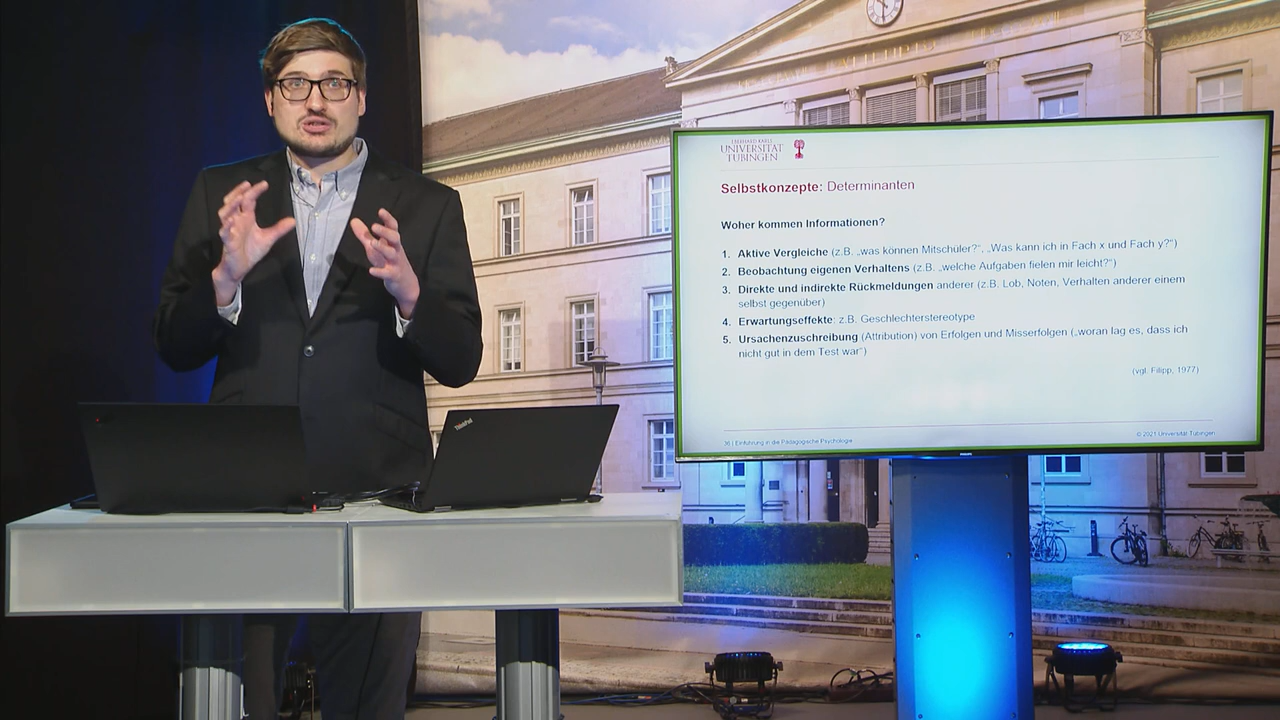 EBERHARD KARLS
UNIVERSITÄT
TÜBINGEN
Selbstkonzepte: Determinanten
Woher kommen Informationen?
1. Aktive Vergleiche (z.B. „was können Mitschüler?“, „Was kann ich in Fach x und Fach y?“)
2. Beobachtung eigenen Verhaltens (z.B. „welche Aufgaben fielen mir leicht?“)
3. Direkte und indirekte Rückmeldungen anderer (z.B. Lob, Noten, Verhalten anderer einem
selbst gegenüber)
4. Erwartungseffekte: z.B. Geschlechterstereotype
5. Ursachenzuschreibung (Attribution) von Erfolgen und Misserfolgen („woran lag es, dass ich
nicht gut in dem Test war“)
(vgl. Filipp, 1977)
36 | Einführung in die Pädagogische Psychologie
© 2021 Universität Tübingen
PHILIPS
ThinkPad